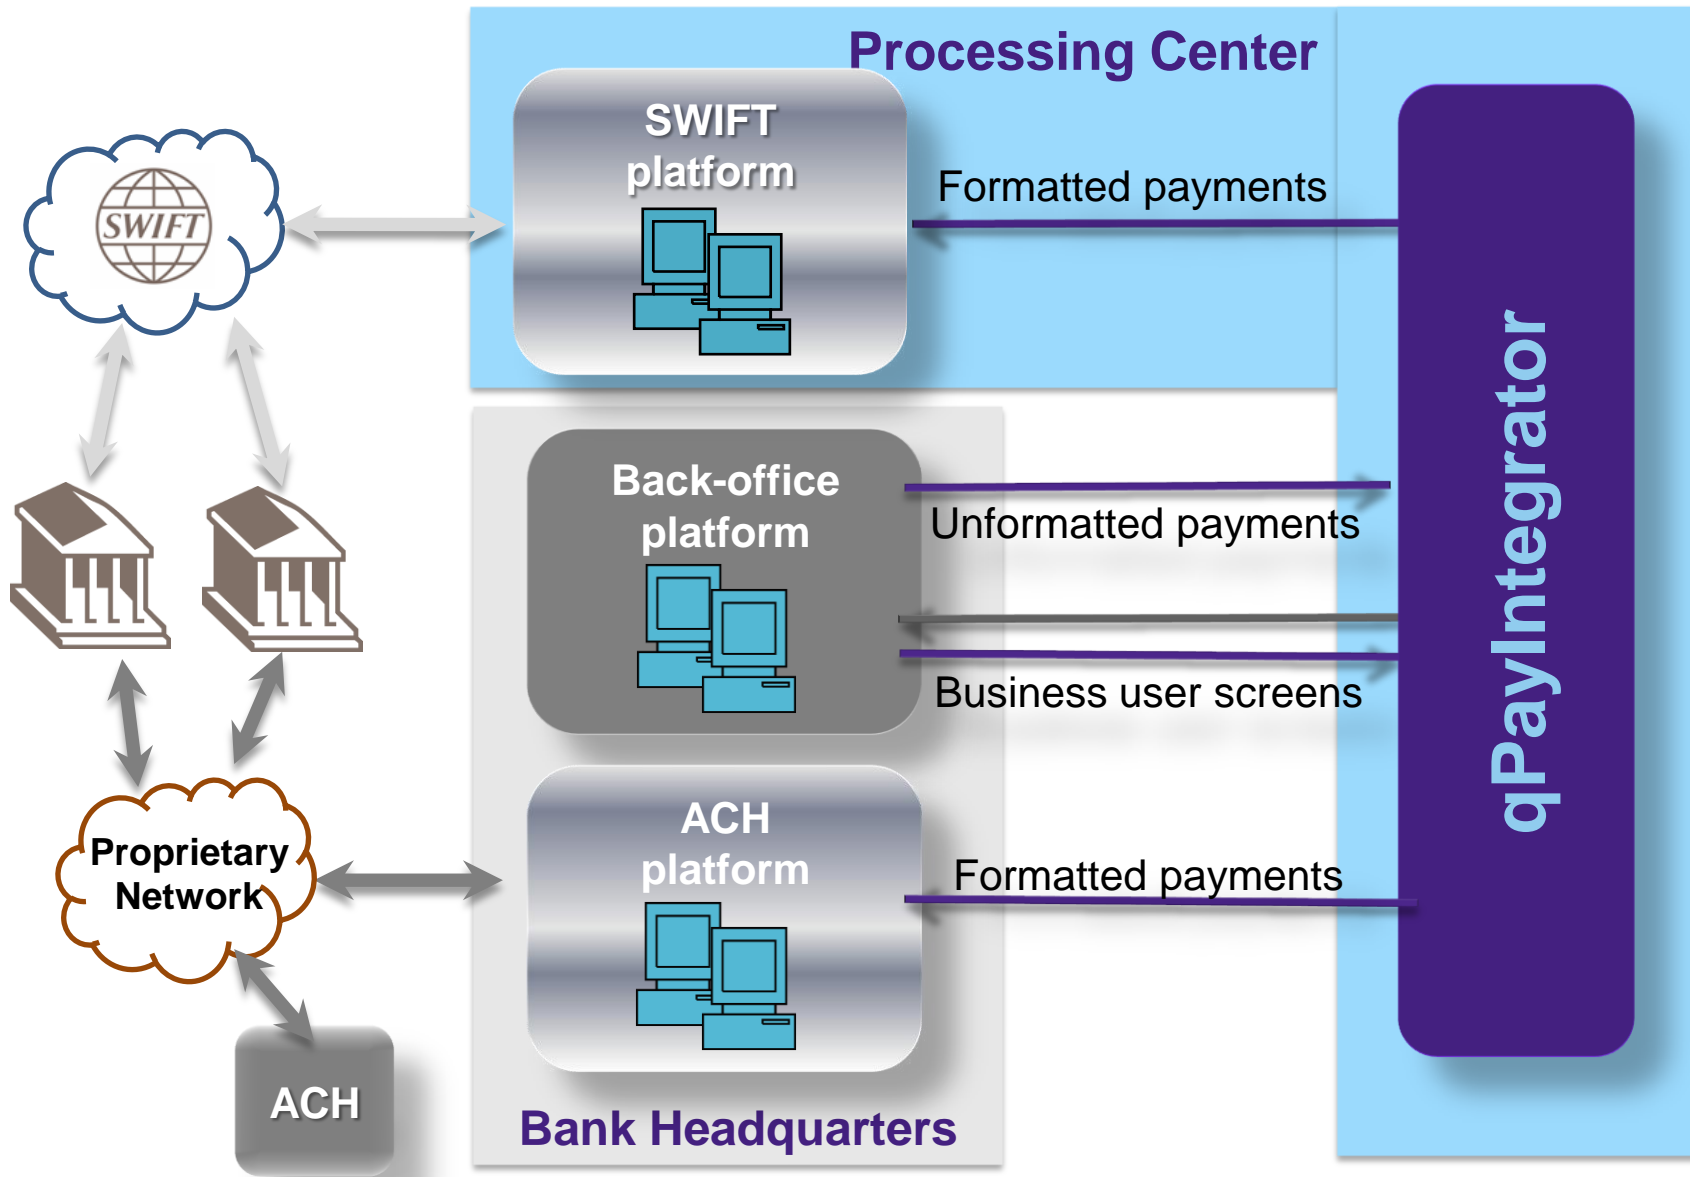 Processing Center
SWIFT
platform
Formatted payments
SWIFT
Back-office
platform
Unformatted payments
Business user screens
qPayIntegrator
ACH
platform
Formatted payments
Proprietary
Network
ACH
Bank Headquarters